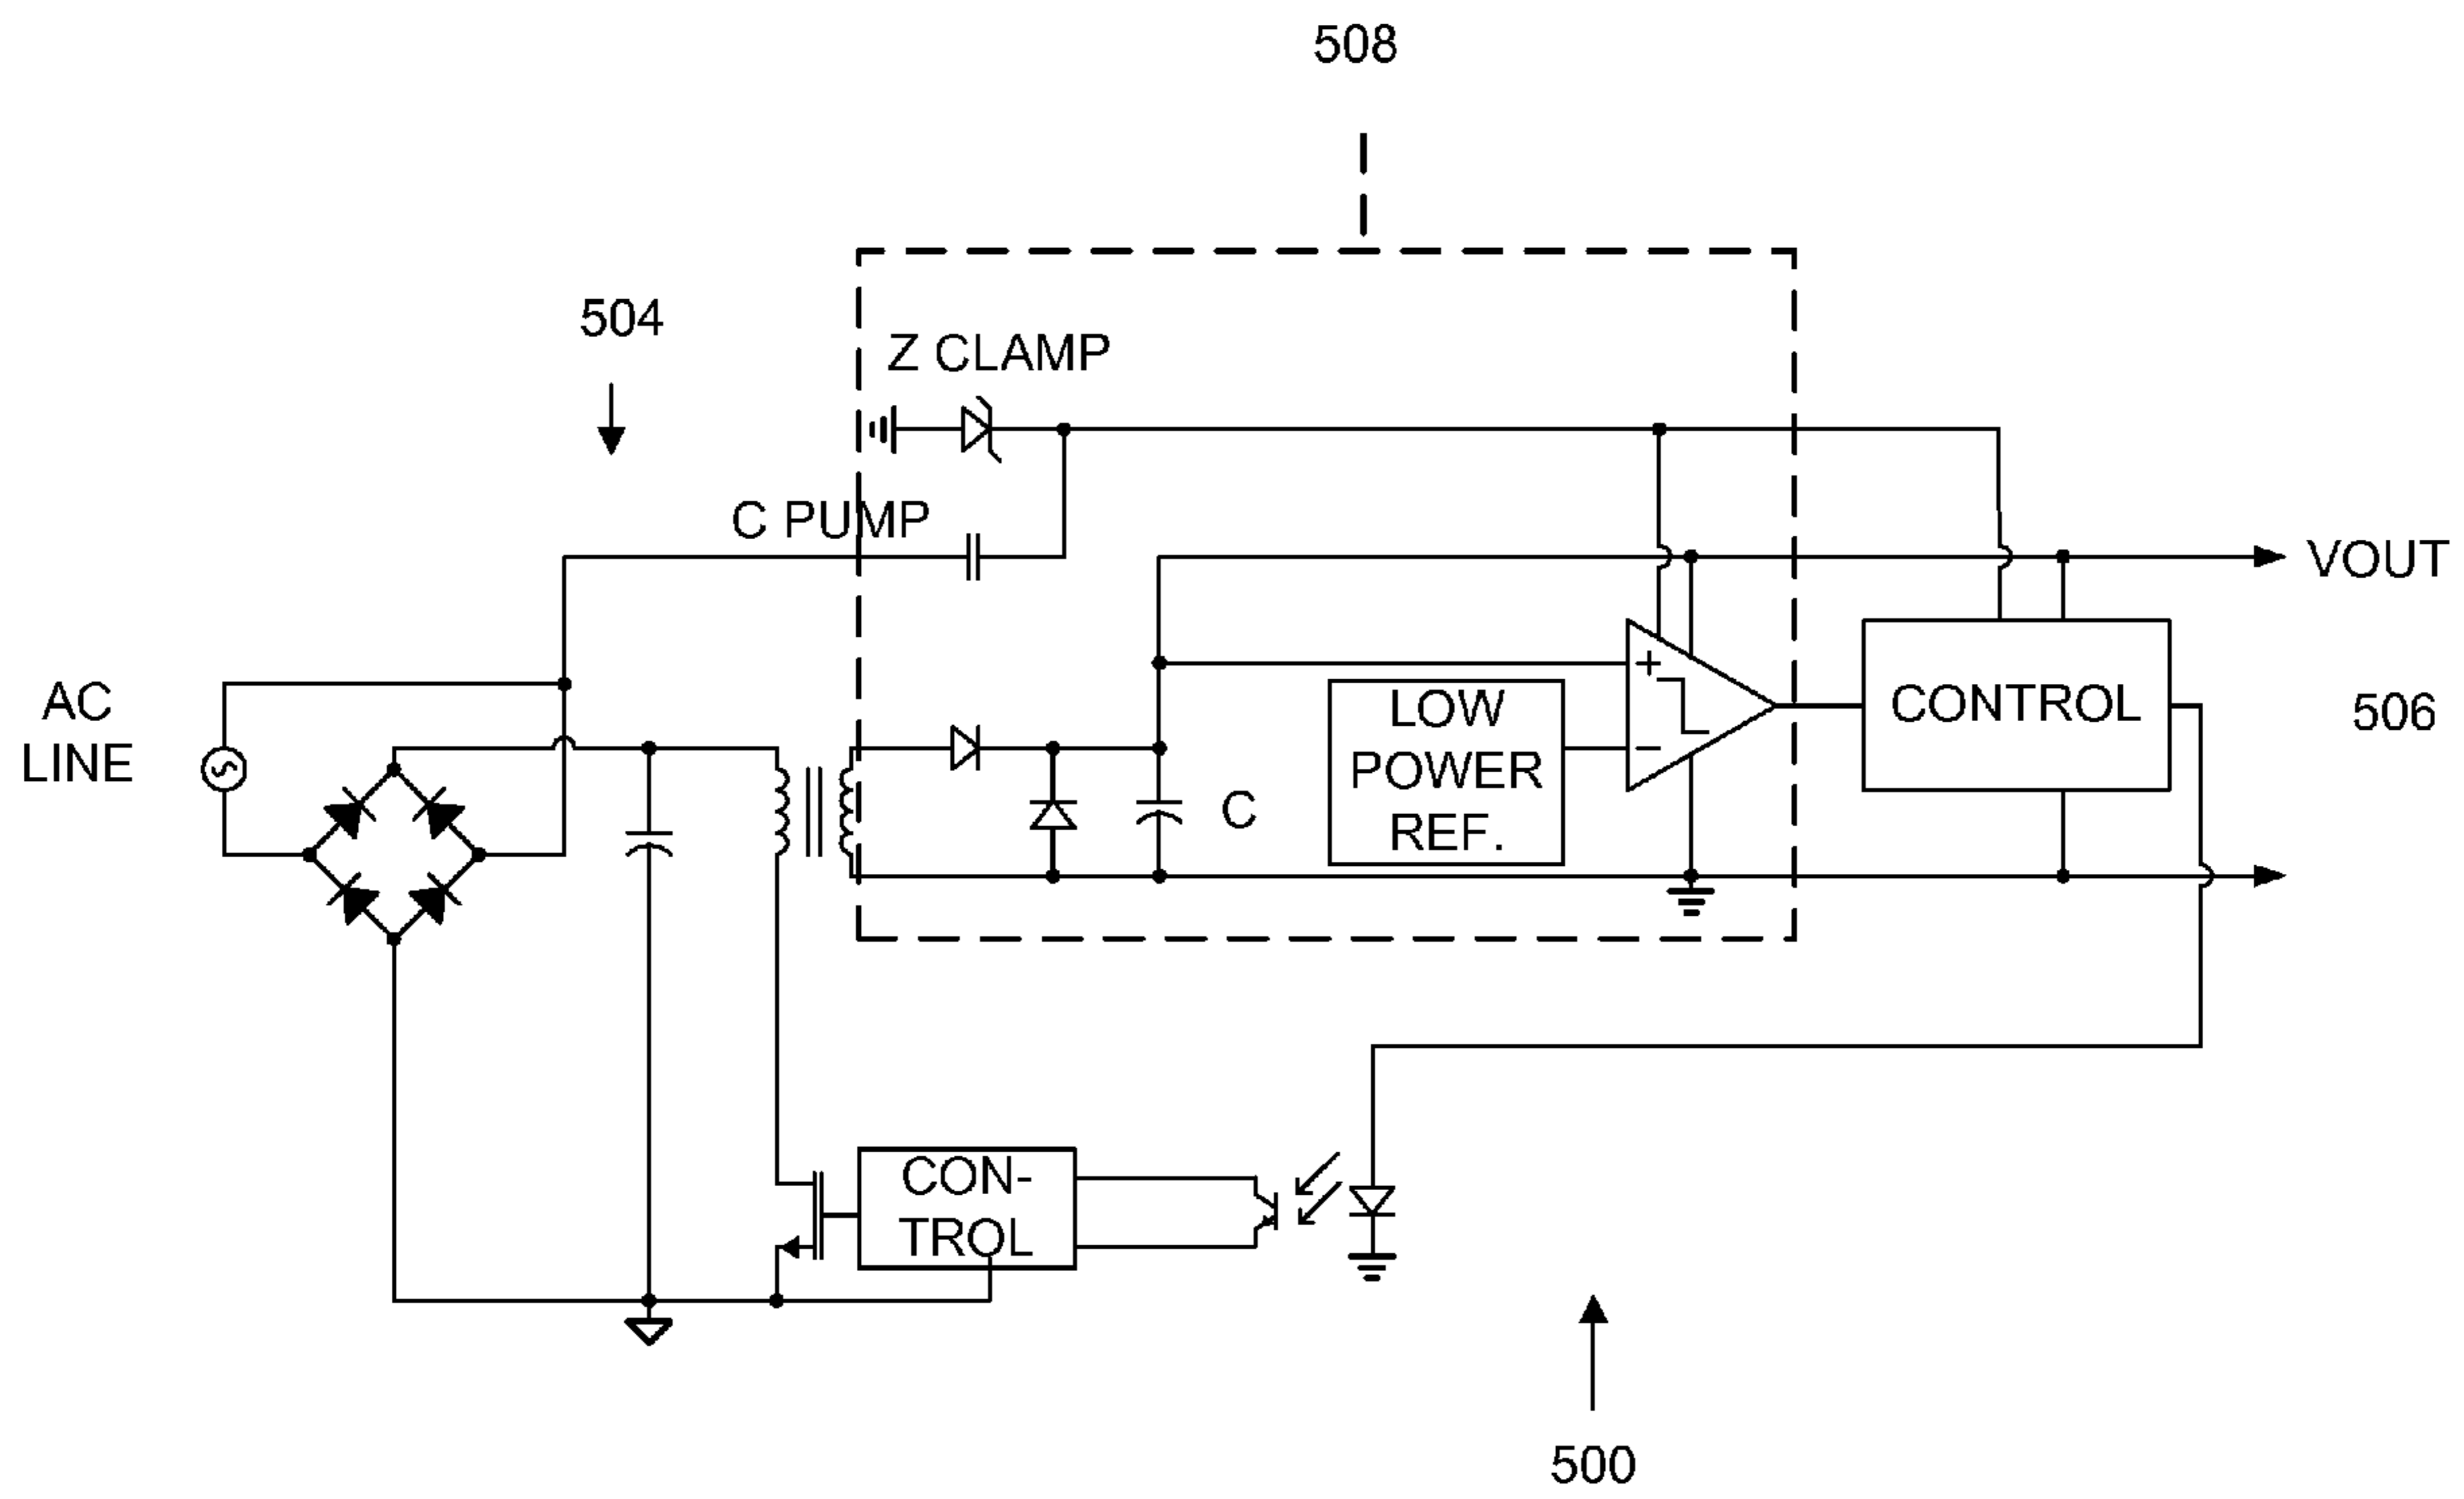 508
504
Z CLAMP
C PUMP
VOUT
AC
LINE
LOW
POWER
REF.
+
−
C
CONTROL
506
CON-
TROL
500